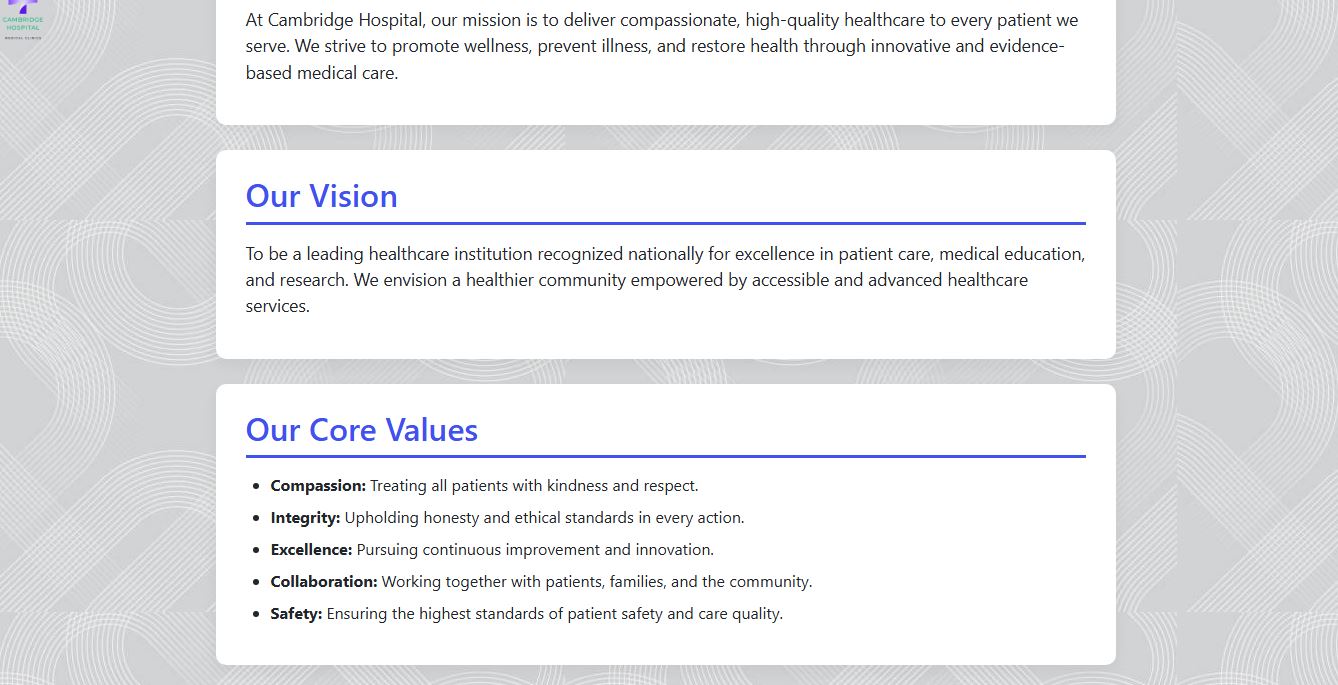 CAMBRIDGE
HOSPITAL
MEDICAL CLINICS
At Cambridge Hospital, our mission is to deliver compassionate, high-quality healthcare to every patient we
serve. We strive to promote wellness, prevent illness, and restore health through innovative and evidence-
based medical care.
Our Vision
To be a leading healthcare institution recognized nationally for excellence in patient care, medical education,
and research. We envision a healthier community empowered by accessible and advanced healthcare
services.
Our Core Values
• Compassion: Treating all patients with kindness and respect.
• Integrity: Upholding honesty and ethical standards in every action.
• Excellence: Pursuing continuous improvement and innovation.
• Collaboration: Working together with patients, families, and the community.
• Safety: Ensuring the highest standards of patient safety and care quality.